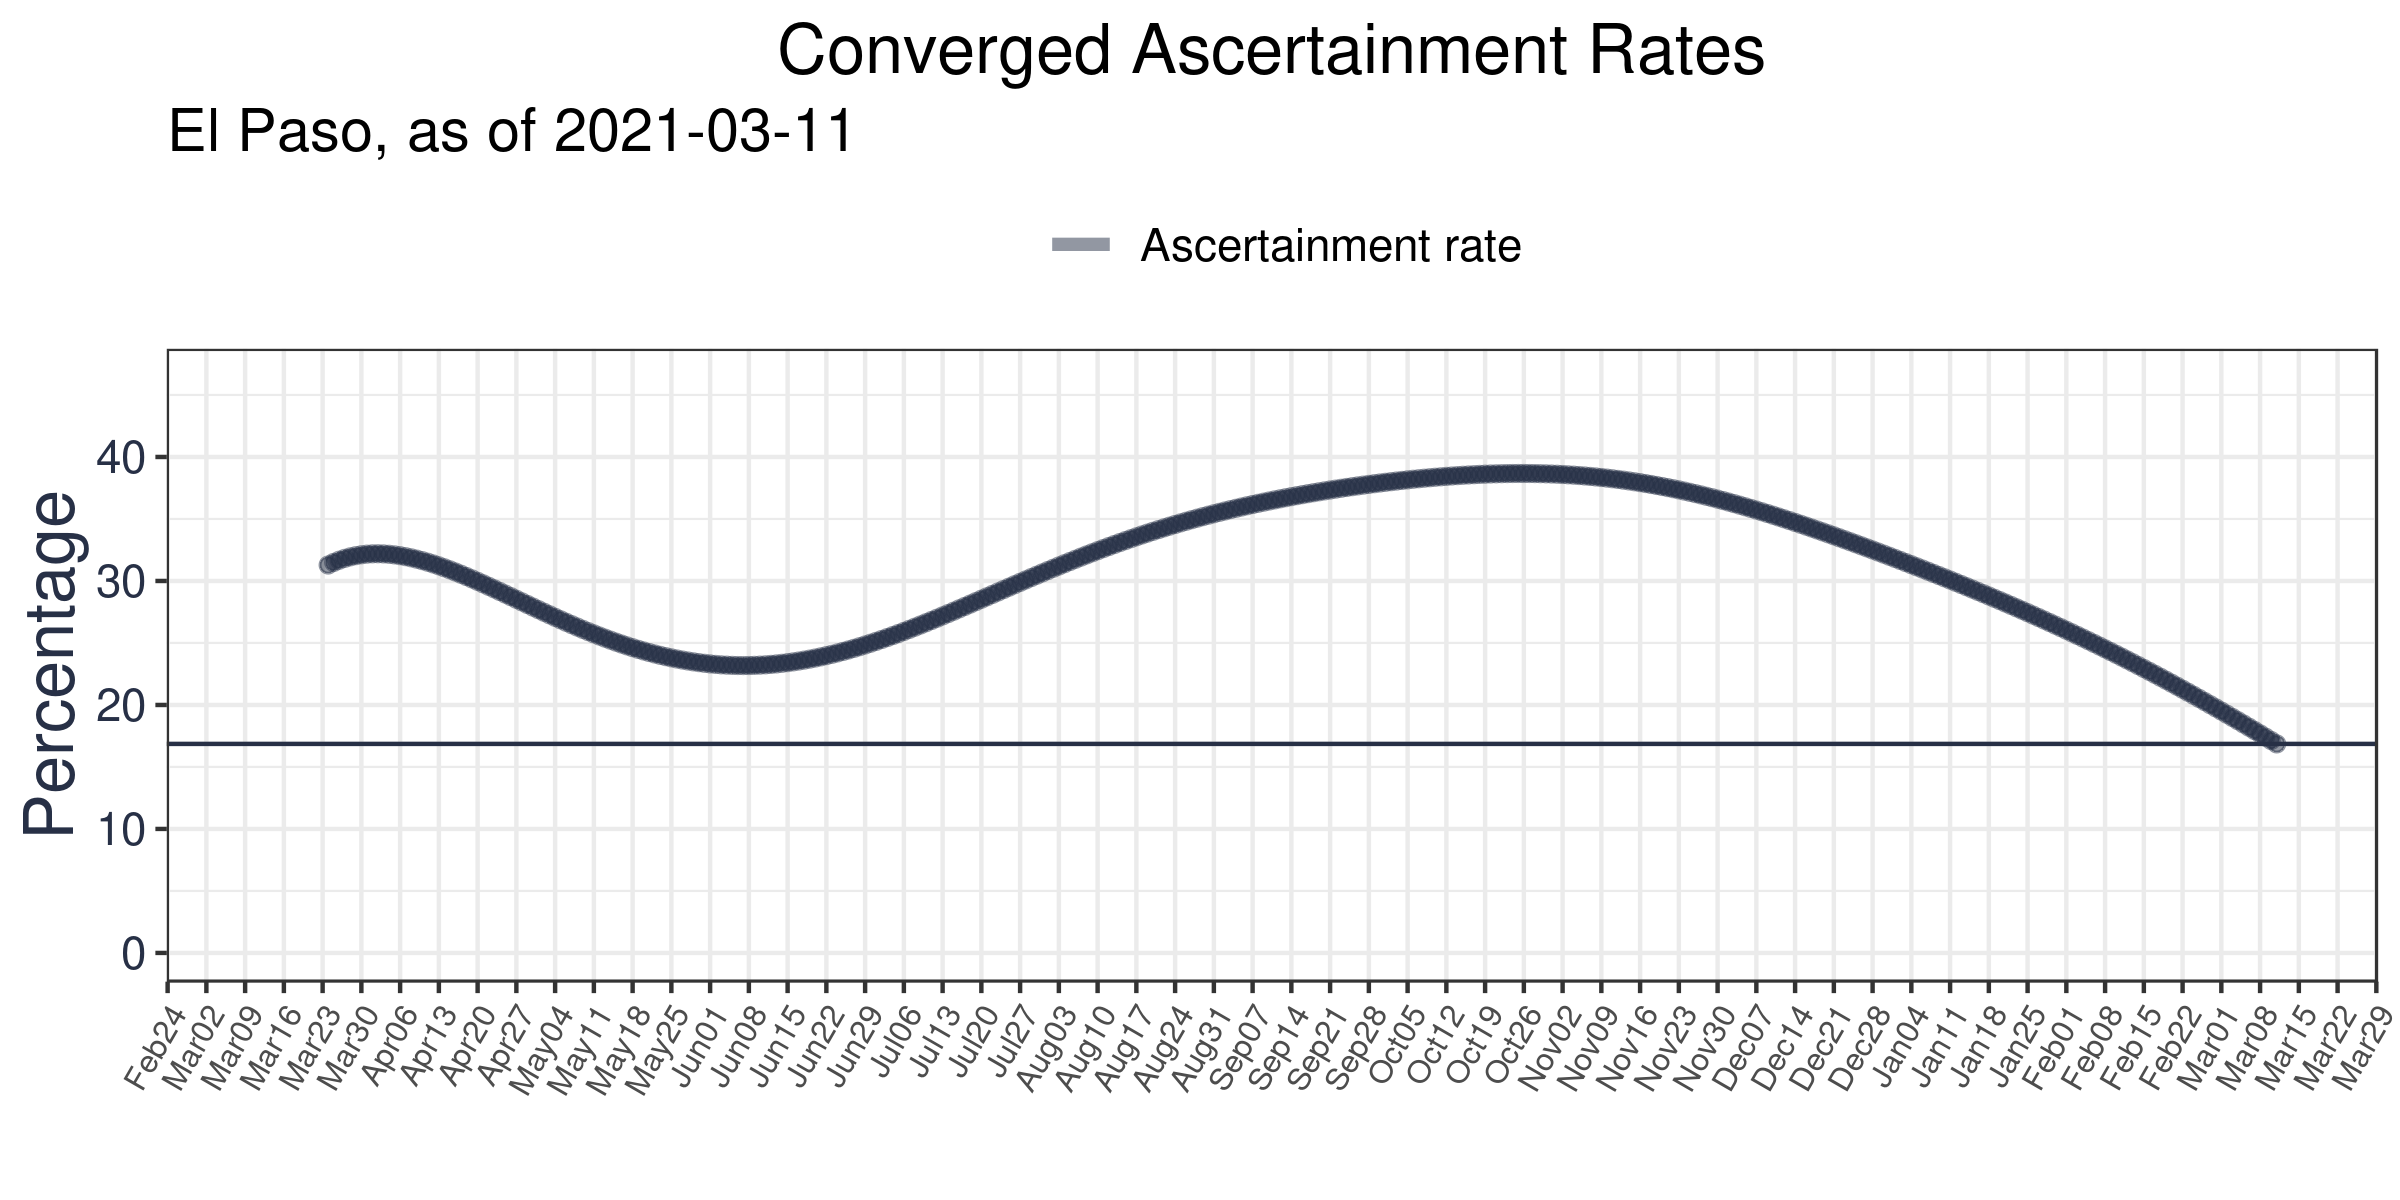 Converged Ascertainment Rates
El Paso, as of 2021-03-11
Ascertainment rate
Percentage
40
30
20
10
0
Feb24
Mar02
Mar09
Mar16
Mar23
Mar30
Apr06
Apr13
Apr20
Apr27
May04
May11
May18
May25
Jun01
Jun08
Jun15
Jun22
Jun29
Jul06
Jul13
Jul20
Jul27
Aug03
Aug10
Aug17
Aug24
Aug31
Sep07
Sep14
Sep21
Sep28
Oct05
Oct12
Oct19
Oct26
Nov02
Nov09
Nov16
Nov23
Nov30
Dec07
Dec14
Dec21
Dec28
Jan04
Jan11
Jan18
Jan25
Feb01
Feb08
Feb15
Feb22
Mar01
Mar08
Mar15
Mar22
Mar29